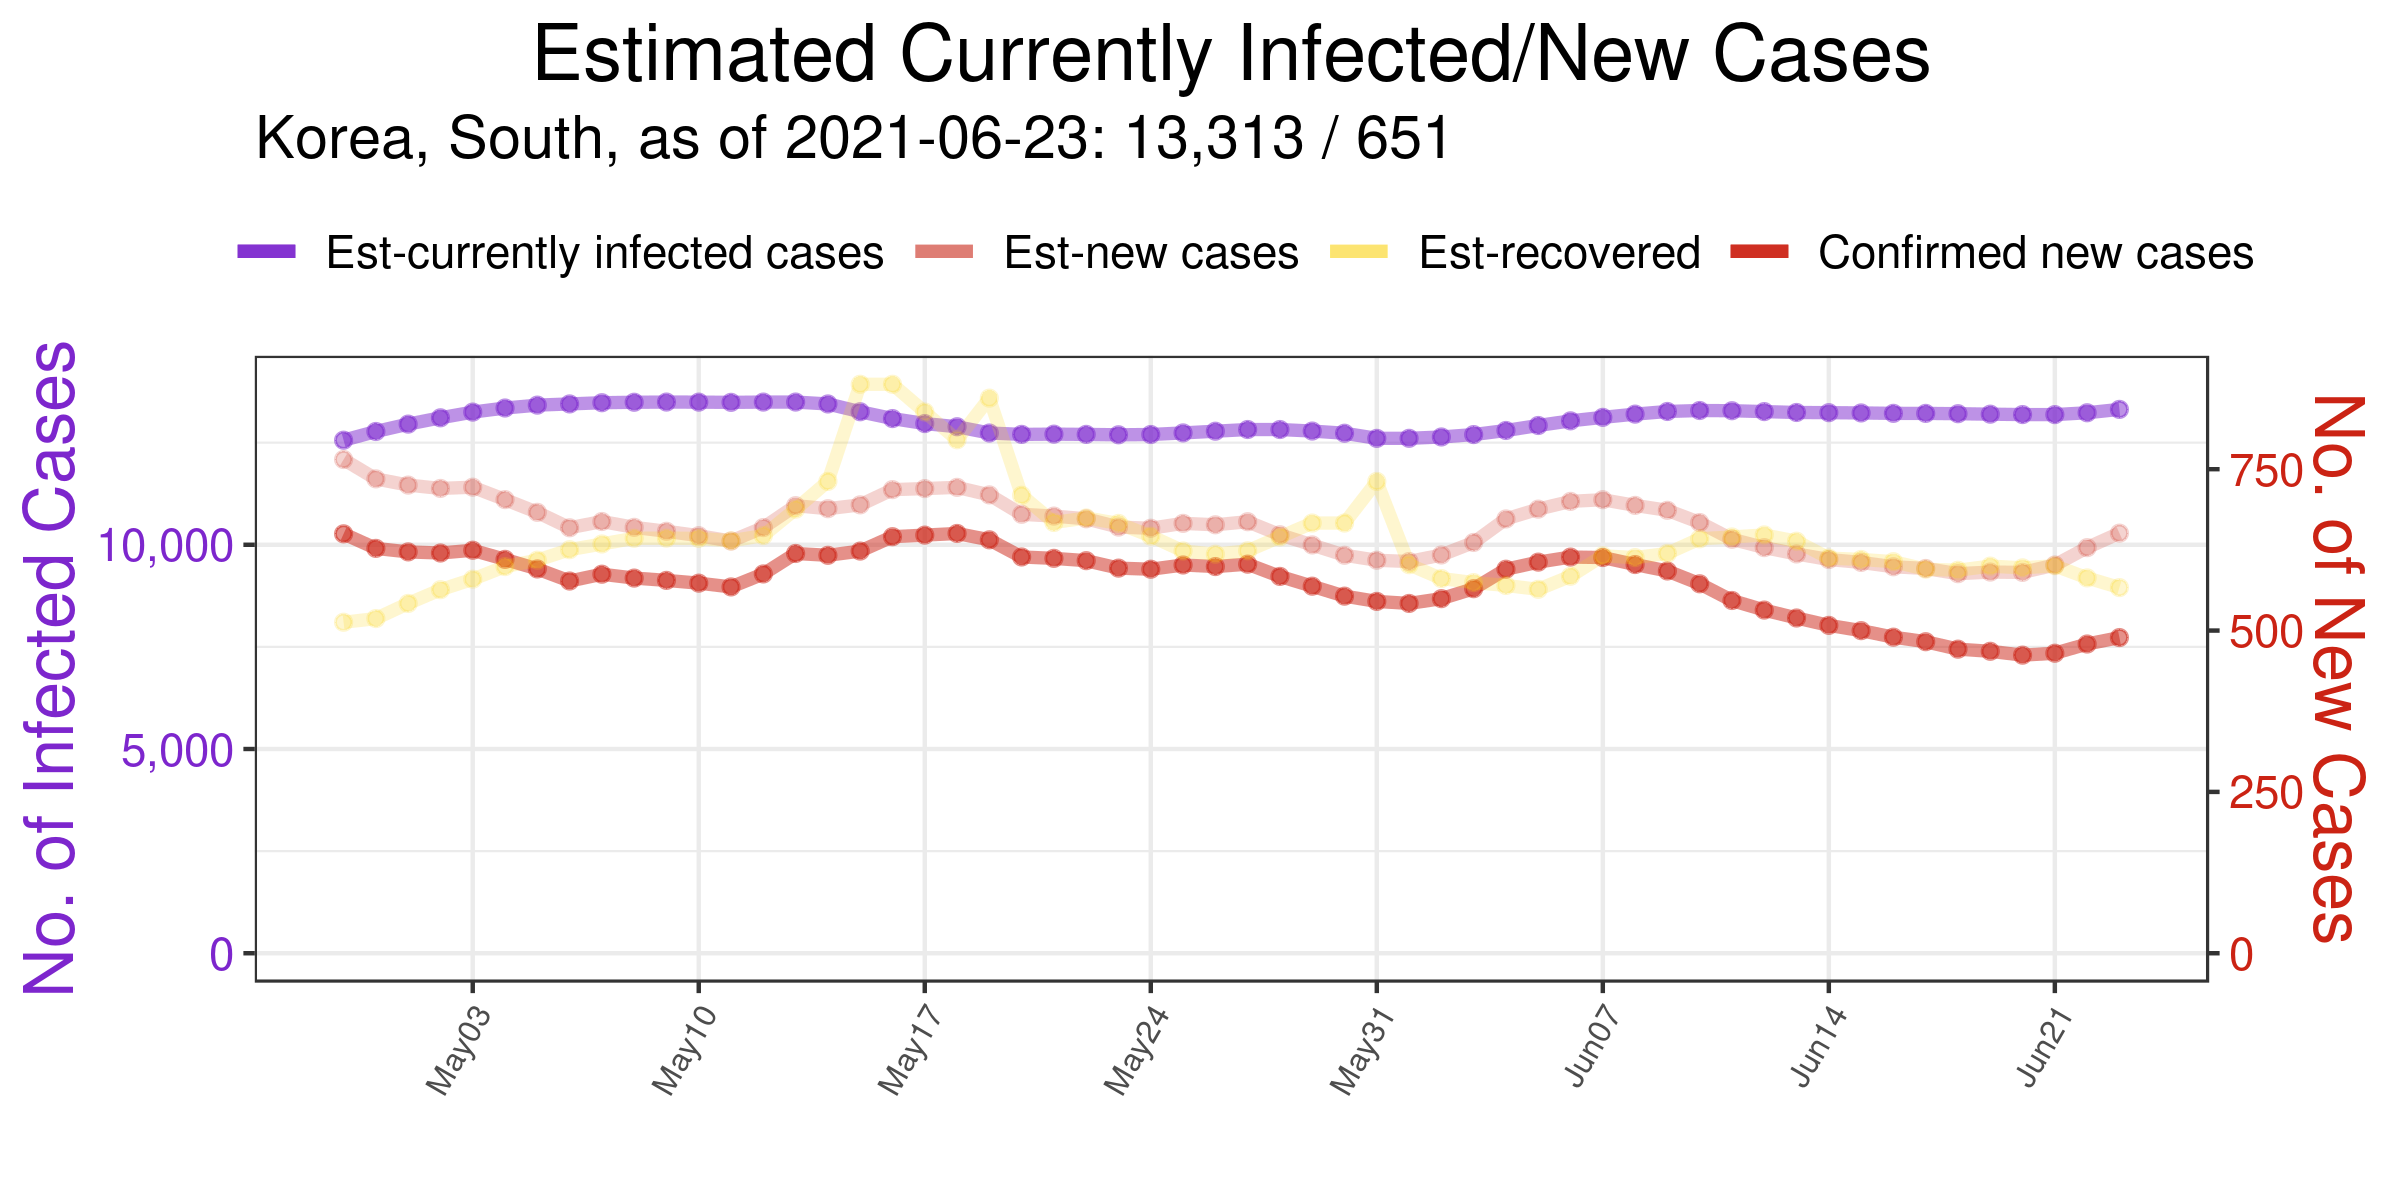 Estimated Currently Infected/New Cases
Korea, South, as of 2021-06-23: 13,313 / 651
Est-currently infected cases Est-new cases Est-recovered Confirmed new cases
No. of Infected Cases
10,000
5,000
0
750
500
250
0
No. of New Cases
May03 May10 May17 May24 May31 Jun07 Jun14 Jun21